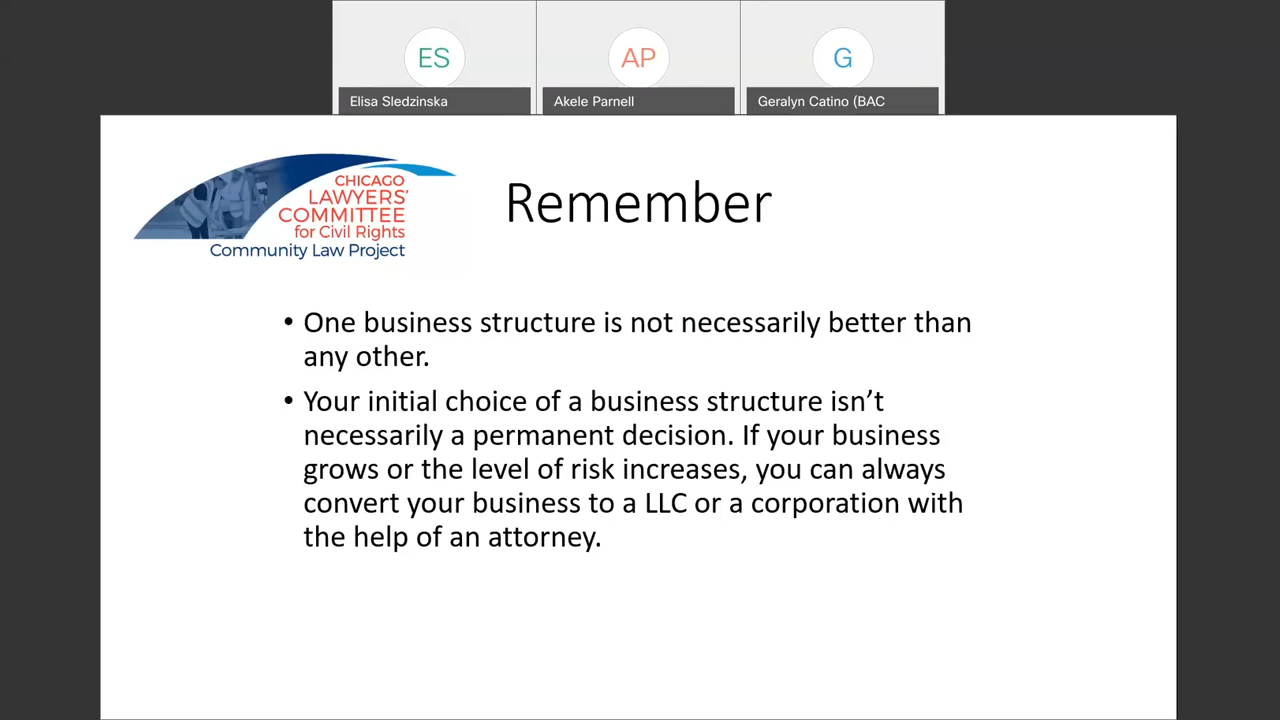 ES
AP
G
Elisa Sledzinska
Akele Parnell
Geralyn Catino (BAC
CHICAGO
LAWYERS'
COMMITTEE
for Civil Rights
Community Law Project
Remember
• One business structure is not necessarily better than
any other.
• Your initial choice of a business structure isn’t
necessarily a permanent decision. If your business
grows or the level of risk increases, you can always
convert your business to a LLC or a corporation with
the help of an attorney.